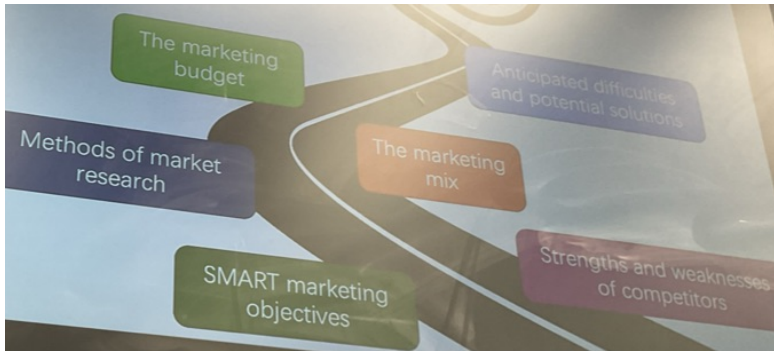 The marketing
budget
Anticipated difficulties
and potential solutions
Methods of market
research
The marketing
mix
Strengths and weaknesses
of competitors
SMART marketing
objectives